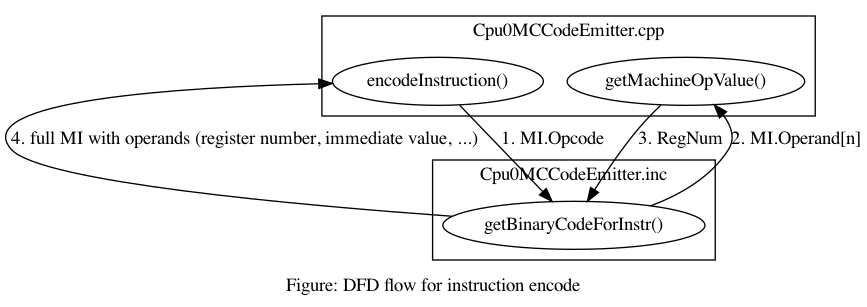 Cpu0MCCodeEmitter.cpp
encodeInstruction()
getMachineOpValue()
4. full MI with operands (register number, immediate value, ...)
1. MI.Opcode
3. RegNum
2. MI.Operand[n]
Cpu0MCCodeEmitter.inc
getBinaryCodeForInstr()
Figure: DFD flow for instruction encode